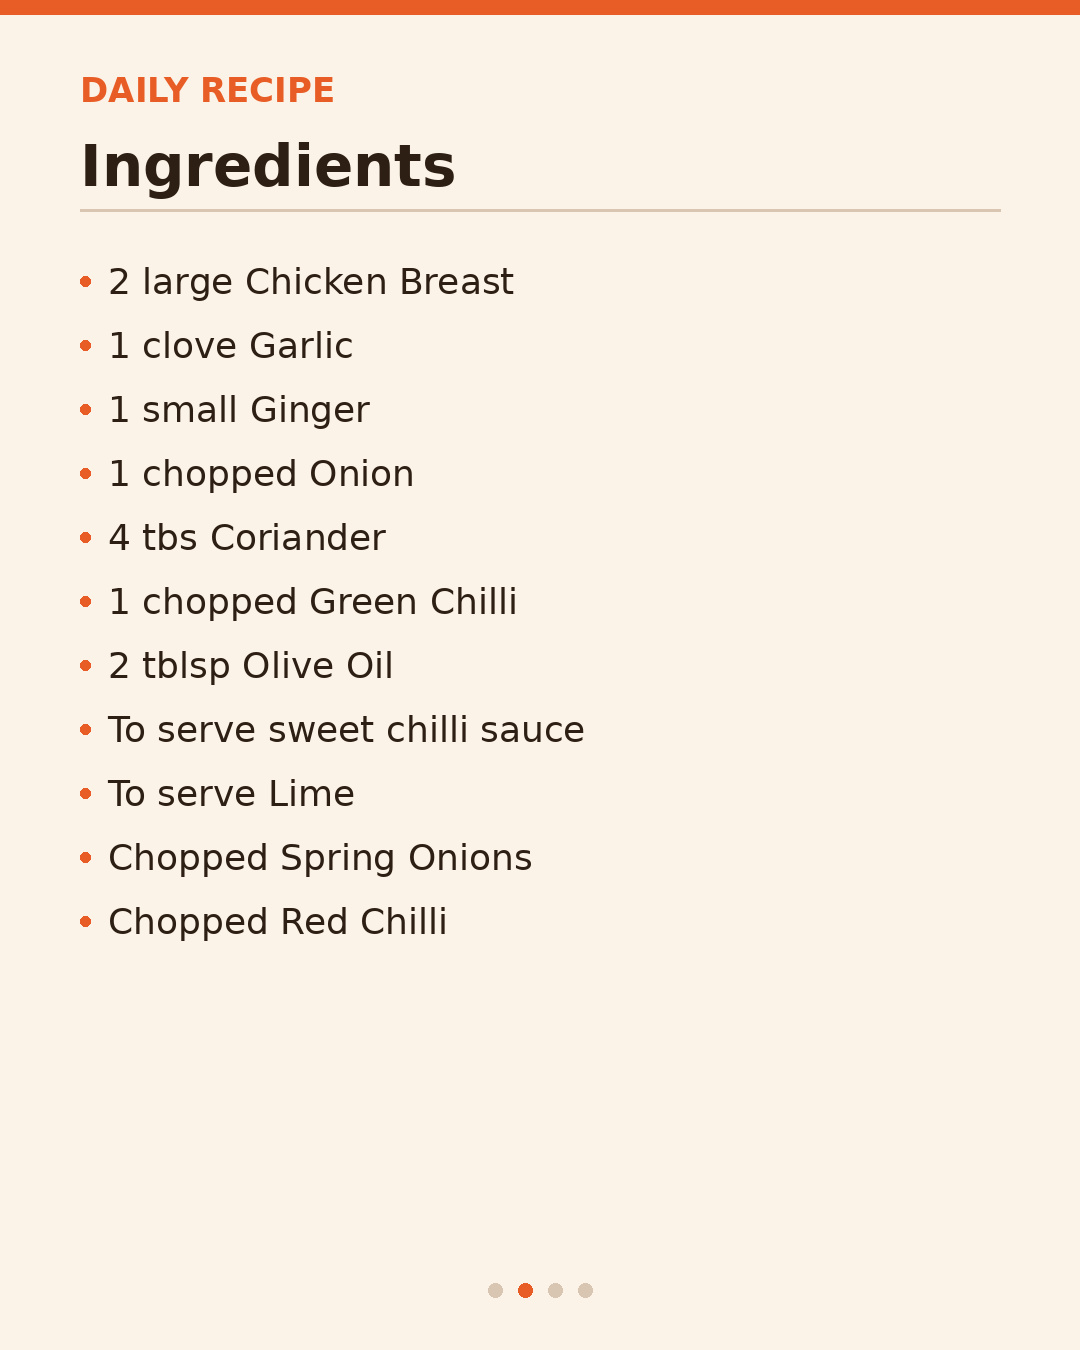 DAILY RECIPE
Ingredients
• 2 large Chicken Breast
• 1 clove Garlic
• 1 small Ginger
• 1 chopped Onion
• 4 tbs Coriander
• 1 chopped Green Chilli
• 2 tblsp Olive Oil
• To serve sweet chilli sauce
• To serve Lime
• Chopped Spring Onions
• Chopped Red Chilli